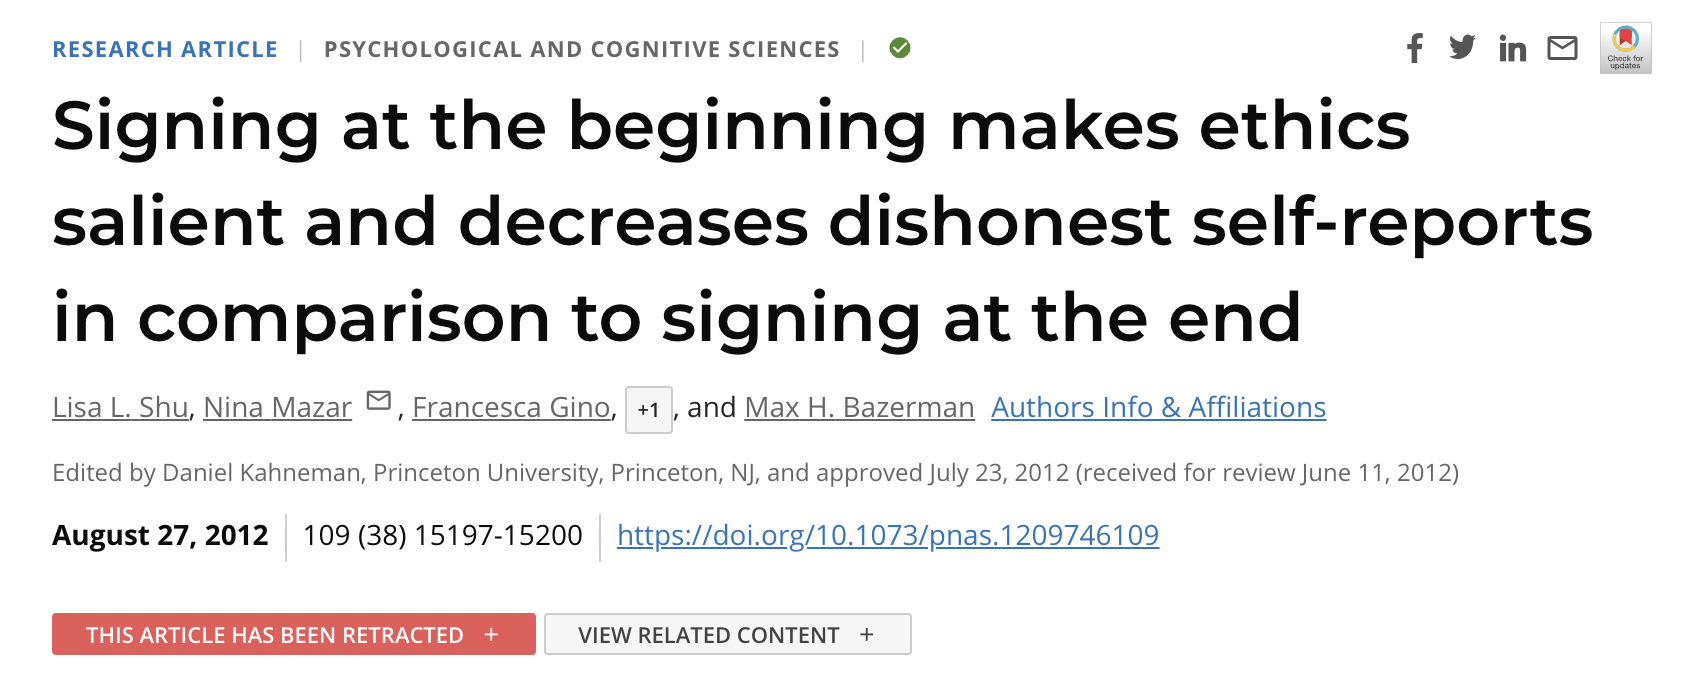 RESEARCH ARTICLE | PSYCHOLOGICAL AND COGNITIVE SCIENCES |
Check for
updates
Signing at the beginning makes ethics
salient and decreases dishonest self-reports
in comparison to signing at the end
Lisa L. Shu, Nina Mazar , Francesca Gino, +1 , and Max H. Bazerman Authors Info & Affiliations
Edited by Daniel Kahneman, Princeton University, Princeton, NJ, and approved July 23, 2012 (received for review June 11, 2012)
August 27, 2012 | 109 (38) 15197-15200 | https://doi.org/10.1073/pnas.1209746109
THIS ARTICLE HAS BEEN RETRACTED + VIEW RELATED CONTENT +